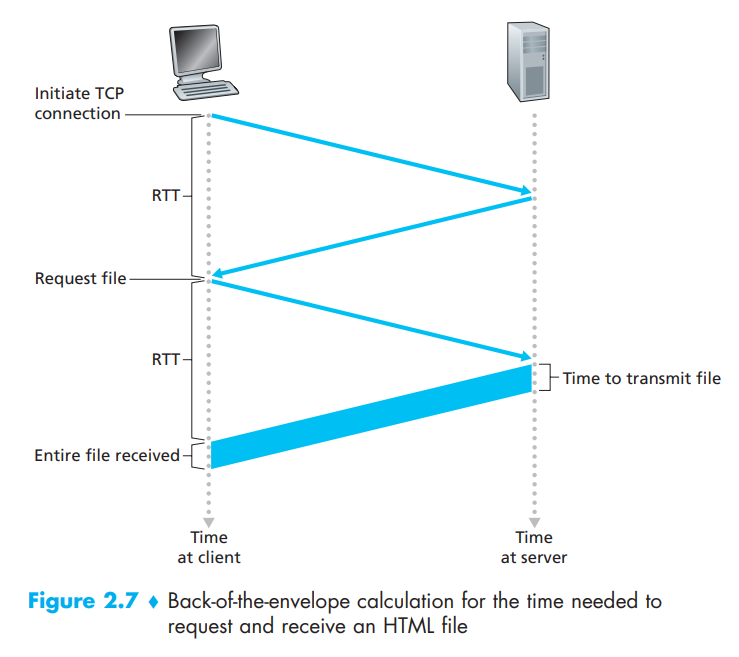 Initiate TCP
connection
RTT
Request file
RTT
Time to transmit file
Entire file received
Time
at client
Time
at server
Figure 2.7 ♦ Back-of-the-envelope calculation for the time needed to
request and receive an HTML file